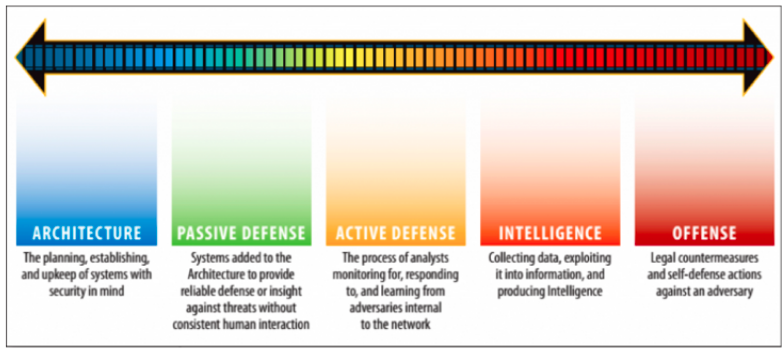 ARCHITECTURE
The planning, establishing,
and upkeep of systems with
security in mind
PASSIVE DEFENSE
Systems added to the
Architecture to provide
reliable defense or insight
against threats without
consistent human interaction
ACTIVE DEFENSE
The process of analysts
monitoring for, responding
to, and learning from
adversaries internal
to the network
INTELLIGENCE
Collecting data, exploiting
it into information, and
producing Intelligence
OFFENSE
Legal countermeasures
and self-defense actions
against an adversary